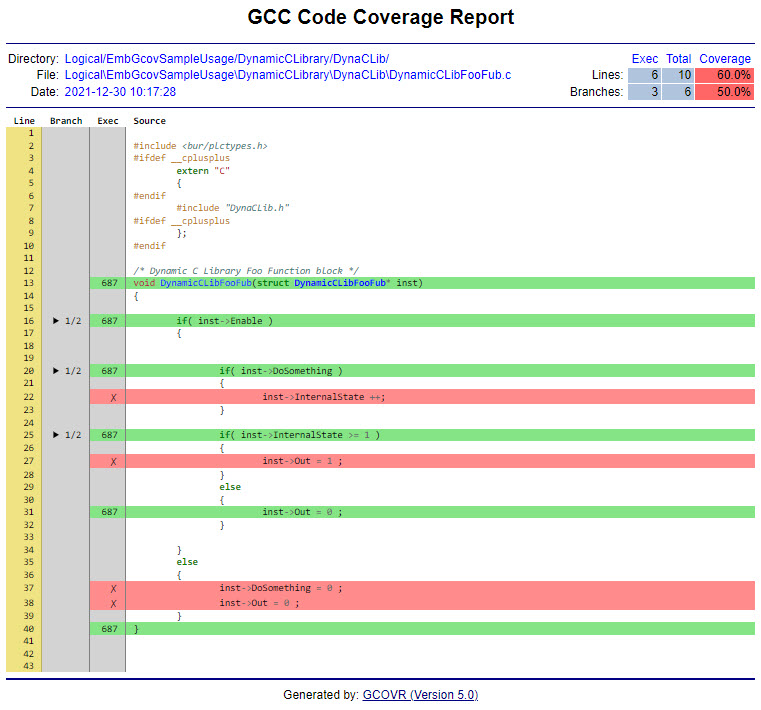 GCC Code Coverage Report
Directory: Logical/EmbGcovSampleUsage/DynamicCLibrary/DynaCLib/ Exec Total Coverage
File: Logical\EmbGcovSampleUsage\DynamicCLibrary\DynaCLib\DynamicCLibFooFub.c Lines: 6 10 60.0%
Date: 2021-12-30 10:17:28 Branches: 3 6 50.0%
Line Branch Exec Source
1
2 #include <bur/plctypes.h>
3 #ifdef __cplusplus
4 extern "C"
5 {
6 #endif
7 #include "DynaCLib.h"
8 #ifdef __cplusplus
9 };
10 #endif
11
12 /* Dynamic C Library Foo Function block */
13 687 void DynamicCLibFooFub(struct DynamicCLibFooFub* inst)
14 {
15
16 ▶ 1/2 687 if( inst->Enable )
17 {
18
19
20 ▶ 1/2 687 if( inst->DoSomething )
21 {
22 ✗ inst->InternalState ++;
23 }
24
25 ▶ 1/2 687 if( inst->InternalState >= 1 )
26 {
27 ✗ inst->Out = 1 ;
28 }
29 else
30 {
31 687 inst->Out = 0 ;
32 }
33
34 }
35 else
36 {
37 ✗ inst->DoSomething = 0 ;
38 ✗ inst->Out = 0 ;
39 }
40 687 }
41
42
43
Generated by: GCOVR (Version 5.0)